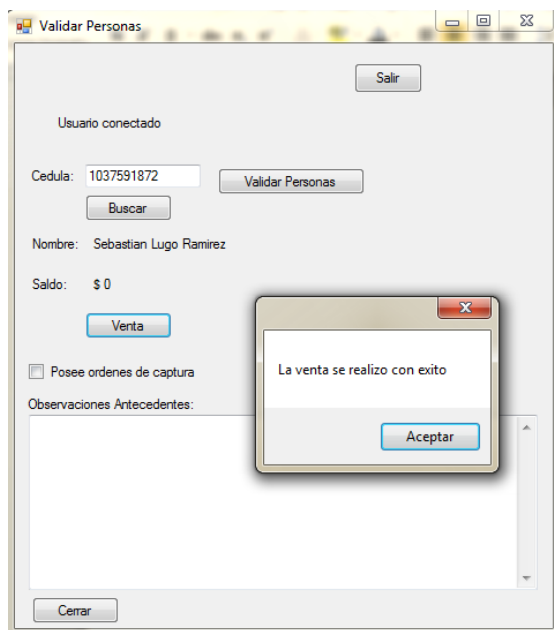 Validar Personas
Salir
Usuario conectado
Cedula: 1037591872 Validar Personas
Buscar
Nombre: Sebastian Lugo Ramirez
Saldo: $ 0
Venta
Posee ordenes de captura
La venta se realizo con exito
Observaciones Antecedentes:
Aceptar
Cerrar